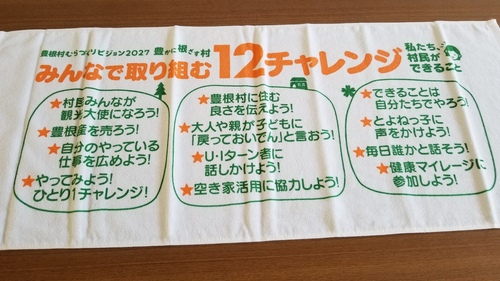 豊根村むらづくりビジョン2027 豊かに根ざす村
みんなで取り組む12チャレンジ
私たち、
村民が
できること
★村民みんなが
観光大使になろう!
★豊根産を売ろう!
★自分のやっている
仕事を広めよう!
★やってみよう!
ひとり1チャレンジ!
★豊根村に住む
良さを伝えよう!
★大人や親が子どもに
「戻っておいでん」と言おう!
★U・Iターン者に
話しかけよう!
★空き家活用に協力しよう!
★できることは
自分たちでやろう!
★とよねっ子に
声をかけよう!
★毎日誰かと話そう!
★健康マイレージに
参加しよう!